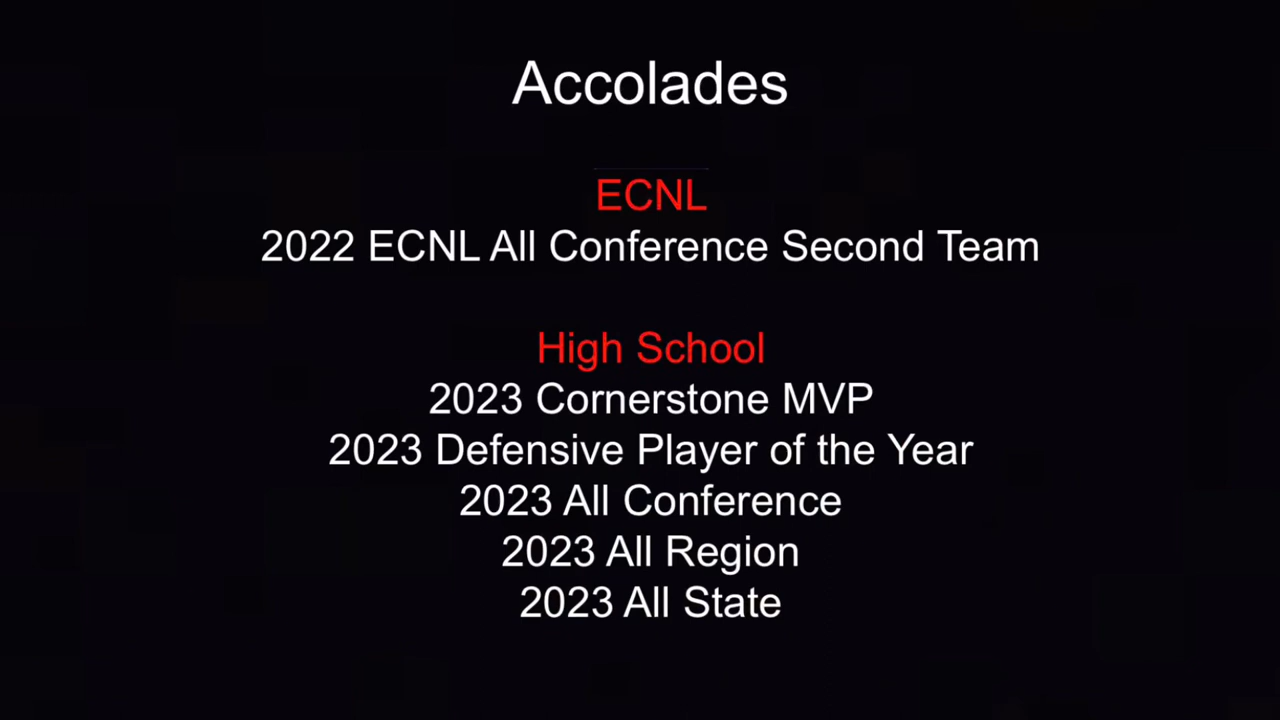 Accolades
ECNL
2022 ECNL All Conference Second Team
High School
2023 Cornerstone MVP
2023 Defensive Player of the Year
2023 All Conference
2023 All Region
2023 All State